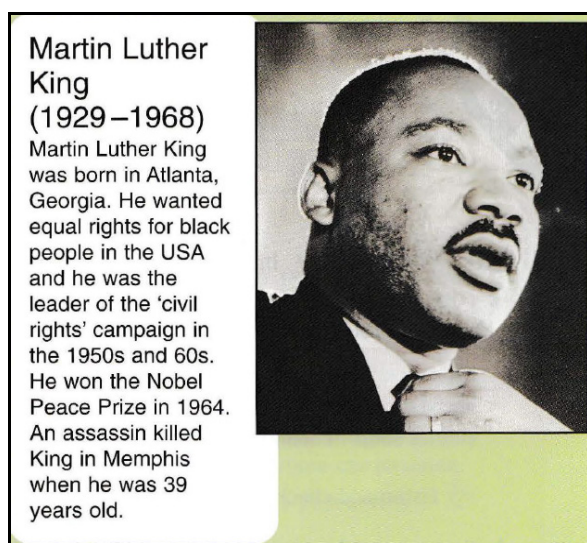 Martin Luther
King
(1929–1968)
Martin Luther King
was born in Atlanta,
Georgia. He wanted
equal rights for black
people in the USA
and he was the
leader of the ‘civil
rights’ campaign in
the 1950s and 60s.
He won the Nobel
Peace Prize in 1964.
An assassin killed
King in Memphis
when he was 39
years old.